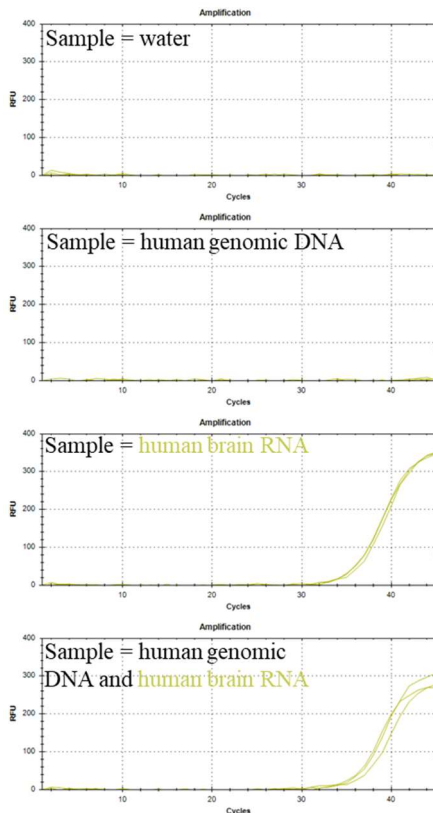 Amplification
Sample = water
400
300
200
100
0
RFU
10 20 30 40
Cycles
Amplification
Sample = human genomic DNA
400
300
200
100
0
RFU
10 20 30 40
Cycles
Amplification
Sample = human brain RNA
400
300
200
100
0
RFU
10 20 30 40
Cycles
Amplification
Sample = human genomic
DNA and human brain RNA
400
300
200
100
0
RFU
10 20 30 40
Cycles